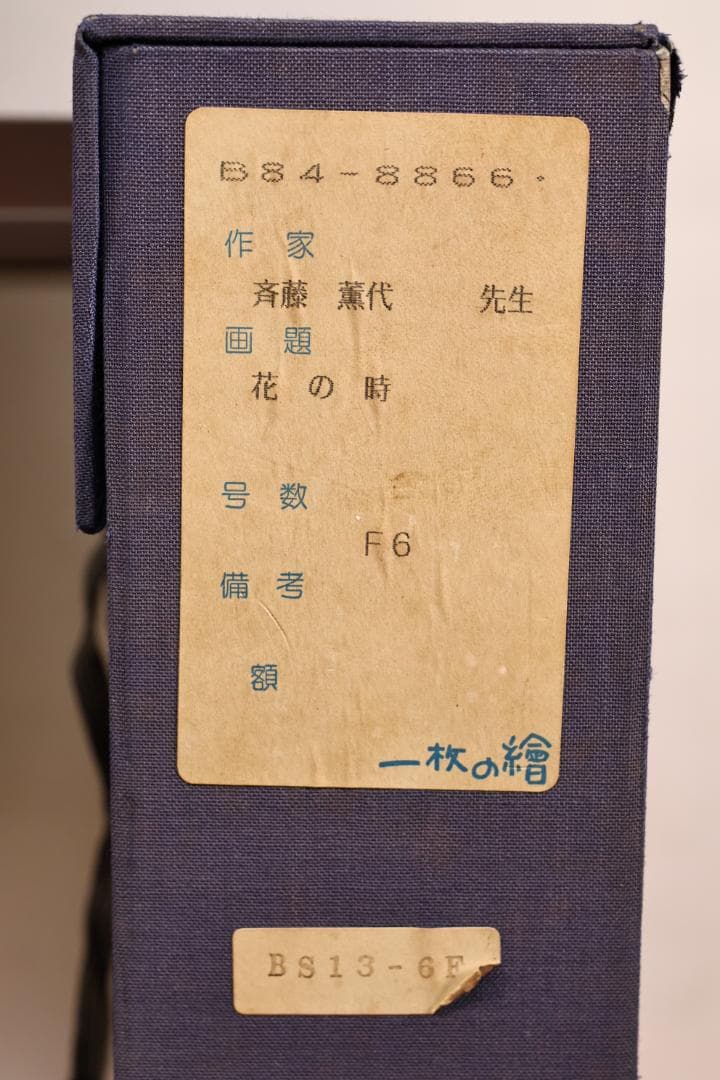 B84-8866.
作家
斉藤 薫代 先生
画題
花の時
号数
F6
備考
額
一枚の繪
BS13-6F